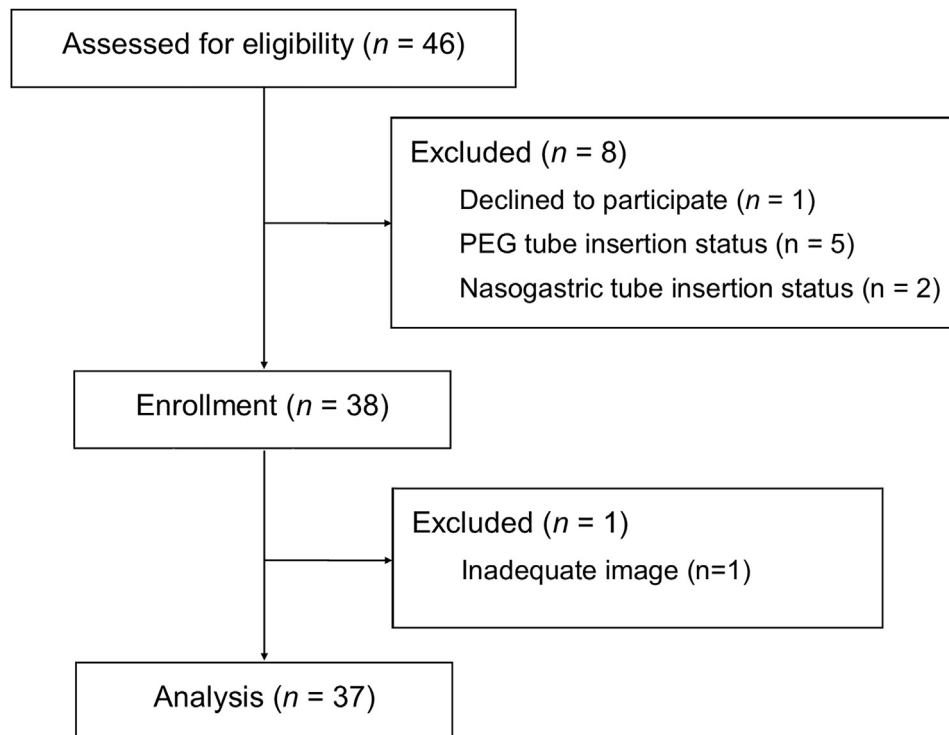 Assessed for eligibility (n = 46)
Excluded (n = 8)
Declined to participate (n = 1)
PEG tube insertion status (n = 5)
Nasogastric tube insertion status (n = 2)
Enrollment (n = 38)
Excluded (n = 1)
Inadequate image (n=1)
Analysis (n = 37)